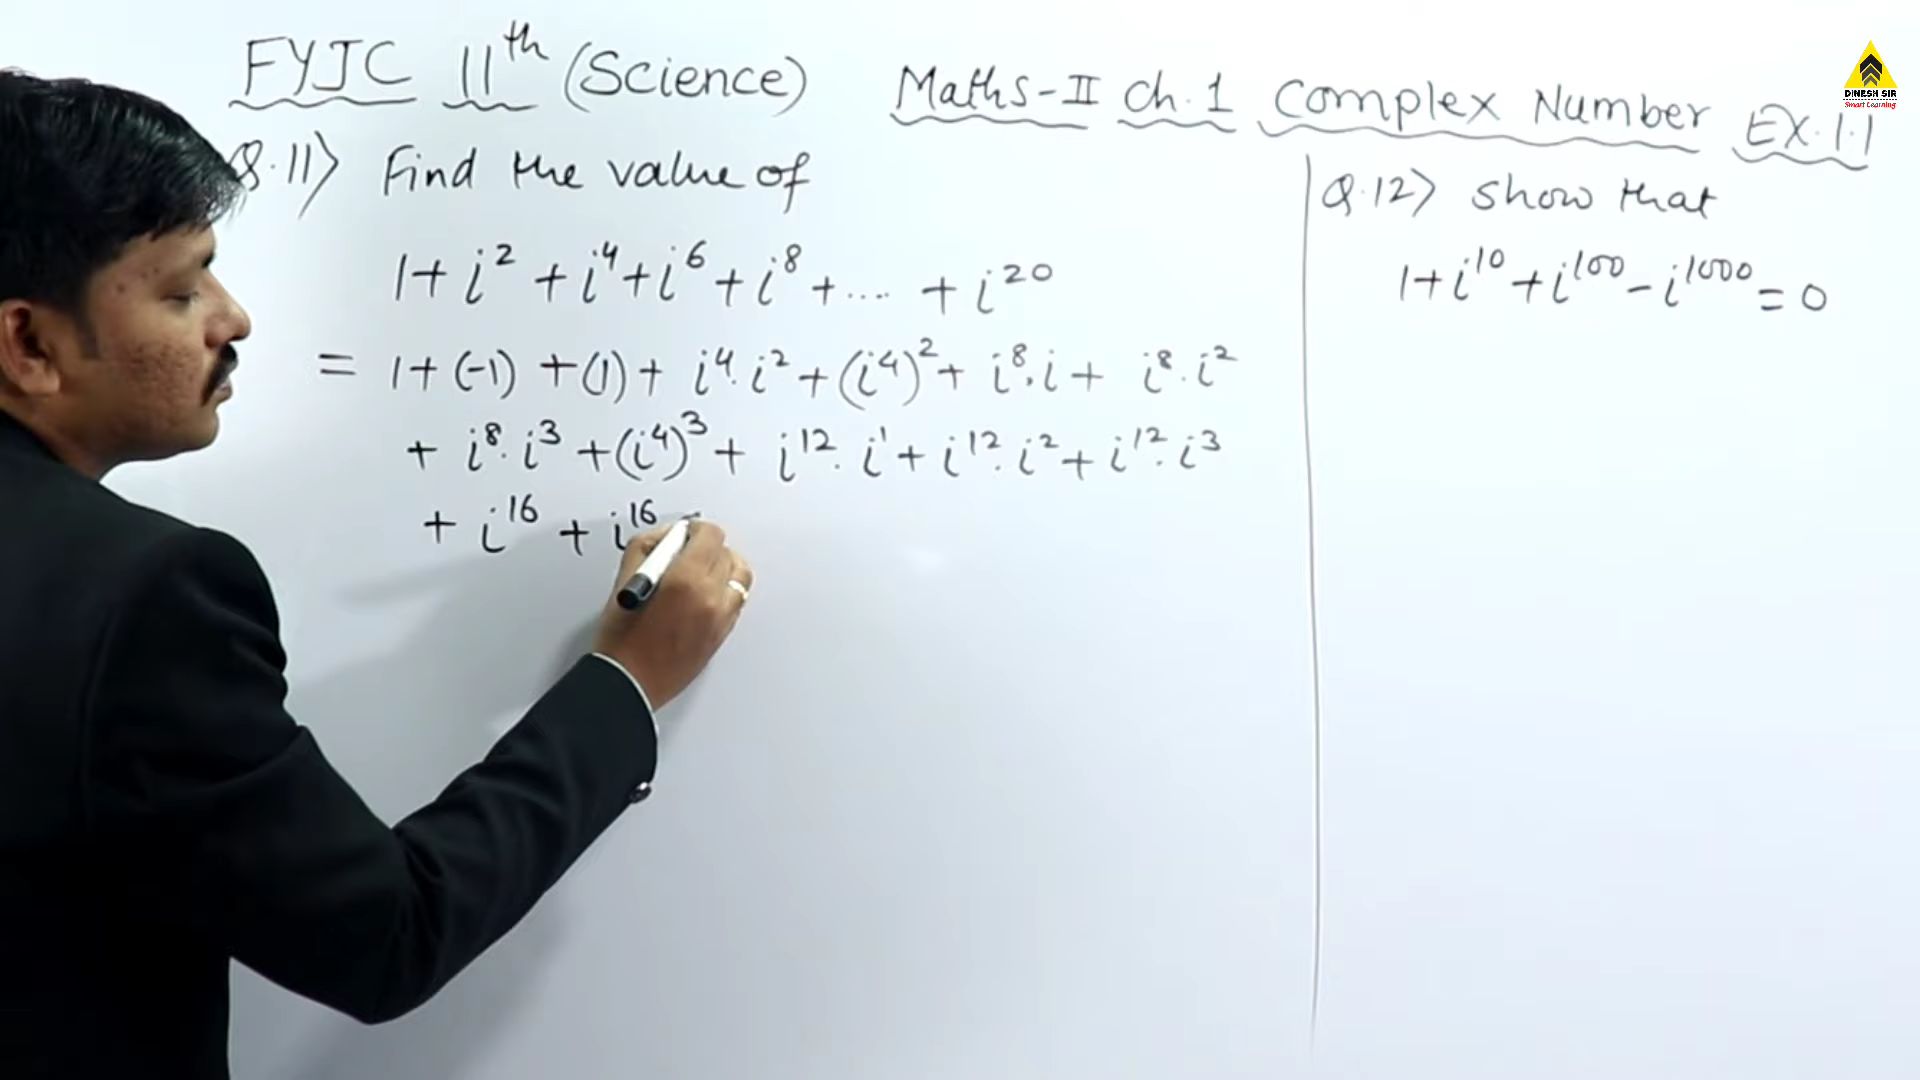 FYJC 11th (Science) Maths-II Ch.1 Complex Number EX.1.1
DINESH SIR
Smart Learning
Q.11) Find the value of
1 + i² + i⁴ + i⁶ + i⁸ + .... + i²⁰
= 1 + (-1) + (1) + i⁴. i² + (i⁴)² + i⁸. i + i⁸. i²
+ i⁸. i³ + (i⁴)³ + i¹². i¹ + i¹². i² + i¹². i³
+ i¹⁶ + i¹⁶
Q.12) Show that
1 + i¹⁰ + i¹⁰⁰ - i¹⁰⁰⁰ = 0